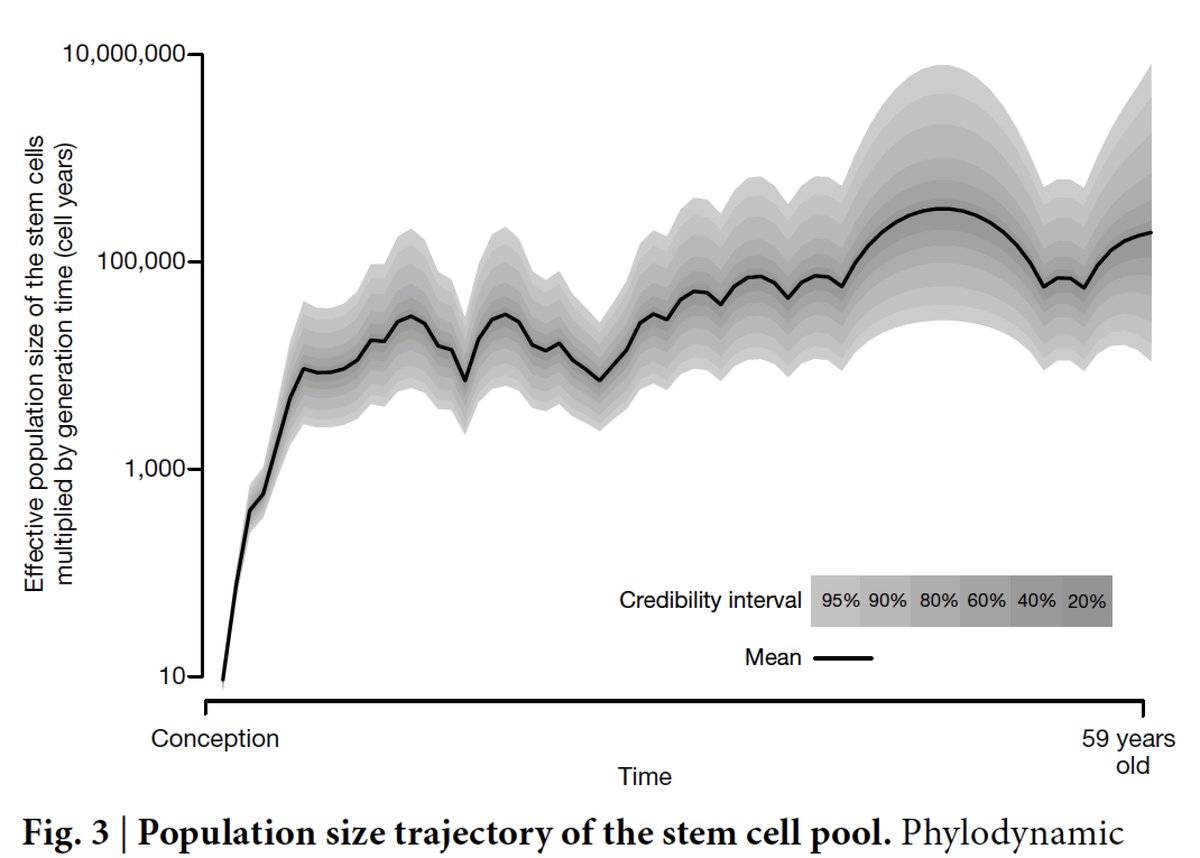 10,000,000
100,000
1,000
10
Effective population size of the stem cells
multiplied by generation time (cell years)
Credibility interval 95% 90% 80% 60% 40% 20%
Mean
Conception
59 years
old
Time
Fig. 3 | Population size trajectory of the stem cell pool. Phylodynamic